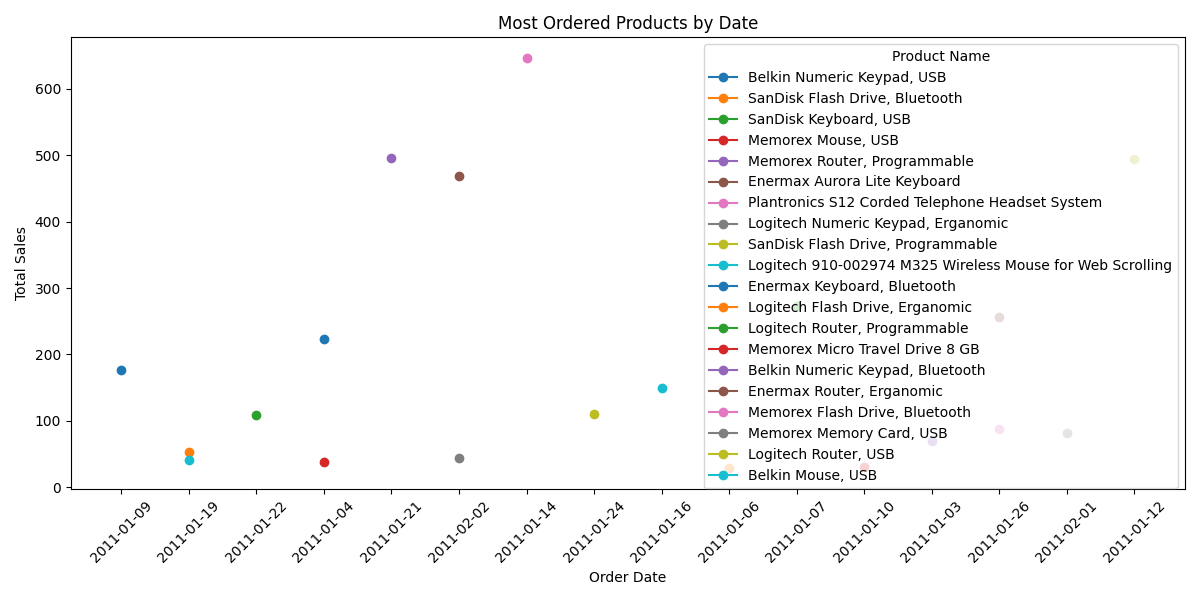 Most Ordered Products by Date
Total Sales
600
500
400
300
200
100
0
Product Name
Belkin Numeric Keypad, USB
SanDisk Flash Drive, Bluetooth
SanDisk Keyboard, USB
Memorex Mouse, USB
Memorex Router, Programmable
Enermax Aurora Lite Keyboard
Plantronics S12 Corded Telephone Headset System
Logitech Numeric Keypad, Erganomic
SanDisk Flash Drive, Programmable
Logitech 910-002974 M325 Wireless Mouse for Web Scrolling
Enermax Keyboard, Bluetooth
Logitech Flash Drive, Erganomic
Logitech Router, Programmable
Memorex Micro Travel Drive 8 GB
Belkin Numeric Keypad, Bluetooth
Enermax Router, Erganomic
Memorex Flash Drive, Bluetooth
Memorex Memory Card, USB
Logitech Router, USB
Belkin Mouse, USB
2011-01-09
2011-01-19
2011-01-22
2011-01-04
2011-01-21
2011-02-02
2011-01-14
2011-01-24
2011-01-16
2011-01-06
2011-01-07
2011-01-10
2011-01-03
2011-01-26
2011-02-01
2011-01-12
Order Date